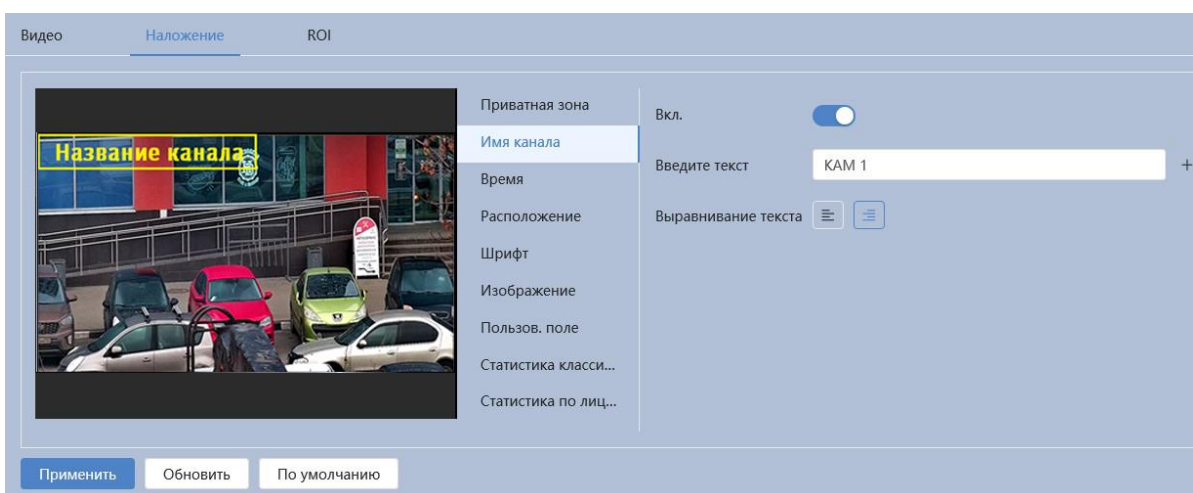 Видео Наложение ROI
Название канала
Приватная зона
Имя канала
Время
Расположение
Шрифт
Изображение
Пользов. поле
Статистика класси...
Статистика по лиц...
Вкл.
Введите текст КАМ 1 +
Выравнивание текста
Применить Обновить По умолчанию